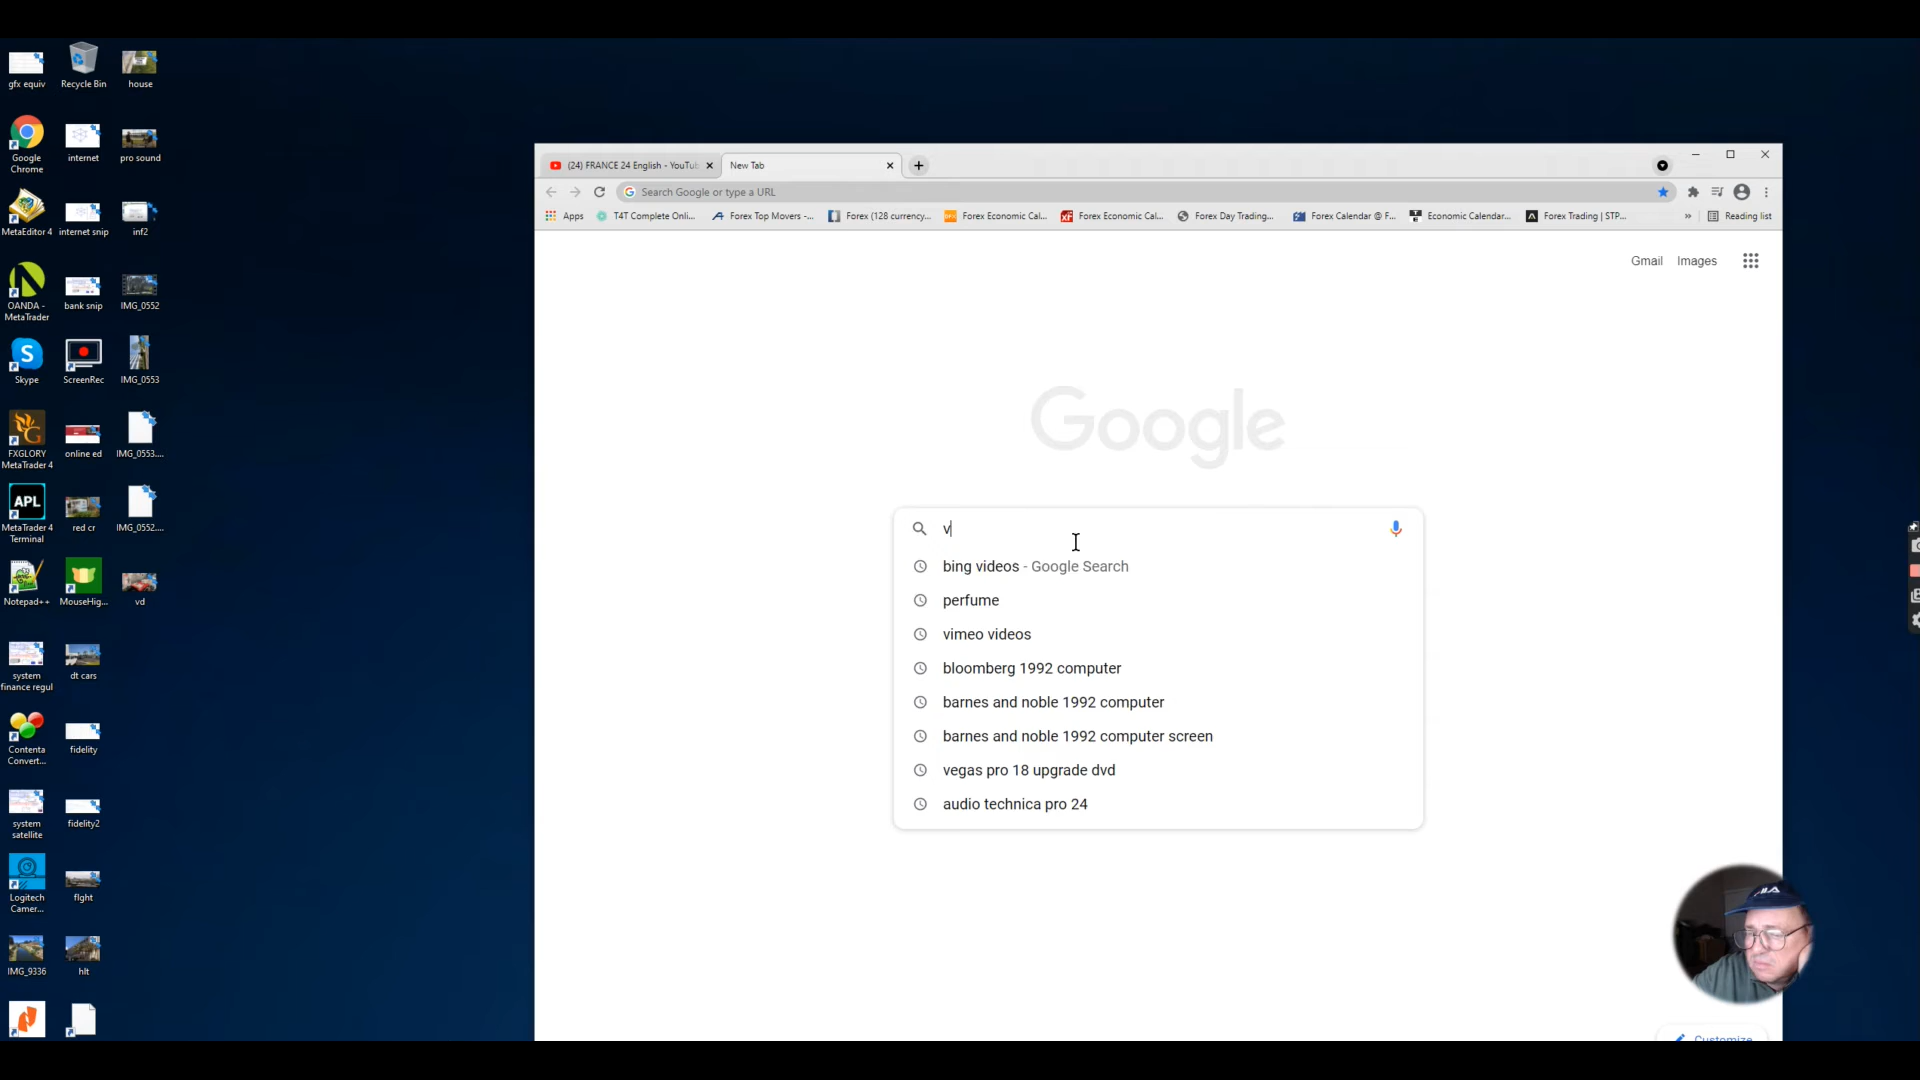 gfx equiv
Recycle Bin
house
Google
Chrome
internet
pro sound
MetaEditor 4
internet snip
inf2
OANDA -
MetaTrader
bank snip
IMG_0552
Skype
ScreenRec
IMG_0553
FXGLORY
MetaTrader 4
online ed
IMG_0553....
APL
MetaTrader 4
Terminal
red cr
IMG_0552....
Notepad++
MouseHig...
vd
system
finance regul
dt cars
Contenta
Convert...
fidelity
system
satellite
fidelity2
Logitech
Camer...
flght
IMG_9336
hlt
(24) FRANCE 24 English - YouTu
New Tab
Search Google or type a URL
Apps
T4T Complete Onli...
Forex Top Movers -...
Forex (128 currency...
Forex Economic Cal...
Forex Economic Cal...
Forex Day Trading...
Forex Calendar @ F...
Economic Calendar...
Forex Trading | STP...
»
Reading list
Gmail
Images
Google
v
bing videos - Google Search
perfume
vimeo videos
bloomberg 1992 computer
barnes and noble 1992 computer
barnes and noble 1992 computer screen
vegas pro 18 upgrade dvd
audio technica pro 24
Customize